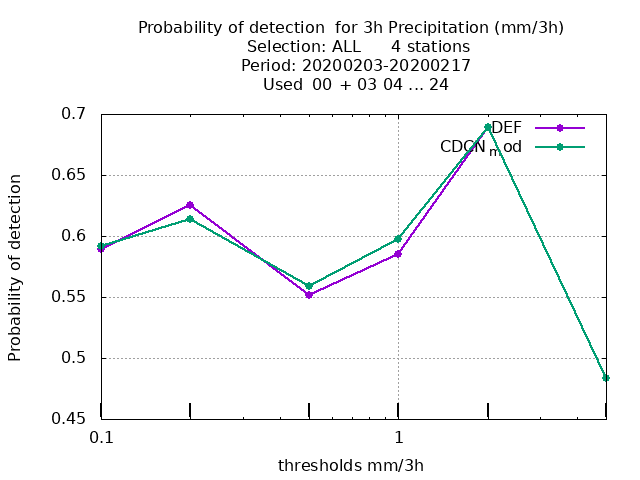 Probability of detection  for 3h Precipitation (mm/3h)
Selection: ALL      4 stations
Period: 20200203-20200217
Used  00 + 03 04 ... 24
DEF
CDCN mod
0.7
0.65
0.6
0.55
0.5
0.45
Probability of detection
0.1
1
thresholds mm/3h